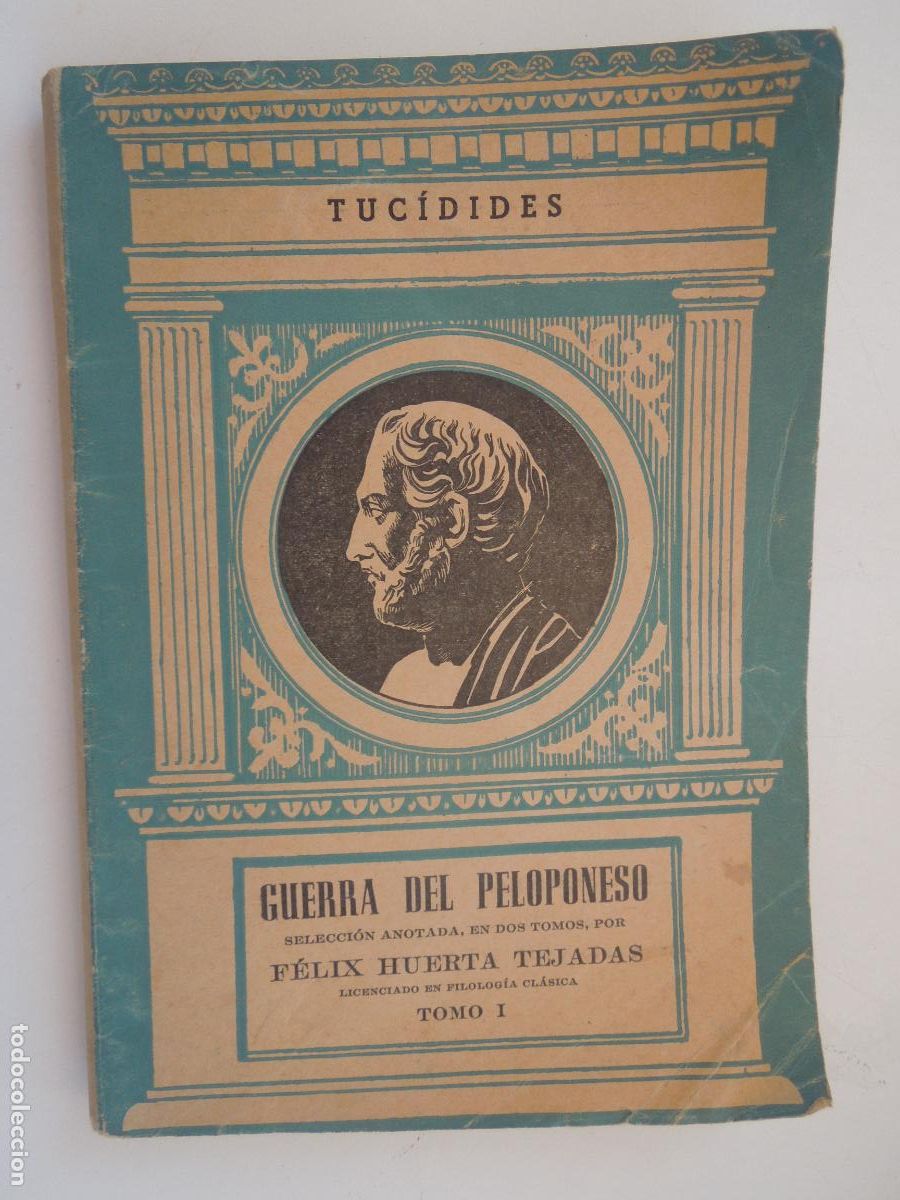 TUCÍDIDES
GUERRA DEL PELOPONESO
SELECCIÓN ANOTADA, EN DOS TOMOS, POR
FÉLIX HUERTA TEJADAS
LICENCIADO EN FILOLOGÍA CLÁSICA
TOMO I
todocoleccion